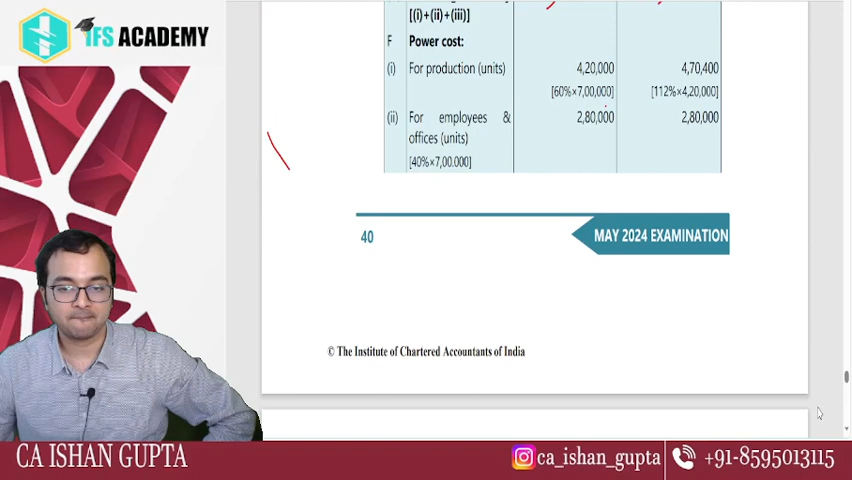 IFS ACADEMY
[(i)+(ii)+(iii)]
F Power cost:
(i) For production (units) 4,20,000 4,70,400
[60%×7,00,000] [112%×4,20,000]
(ii) For employees & 2,80,000 2,80,000
offices (units)
[40%×7,00.000]
40 MAY 2024 EXAMINATION
© The Institute of Chartered Accountants of India
CA ISHAN GUPTA ca_ishan_gupta +91-8595013115